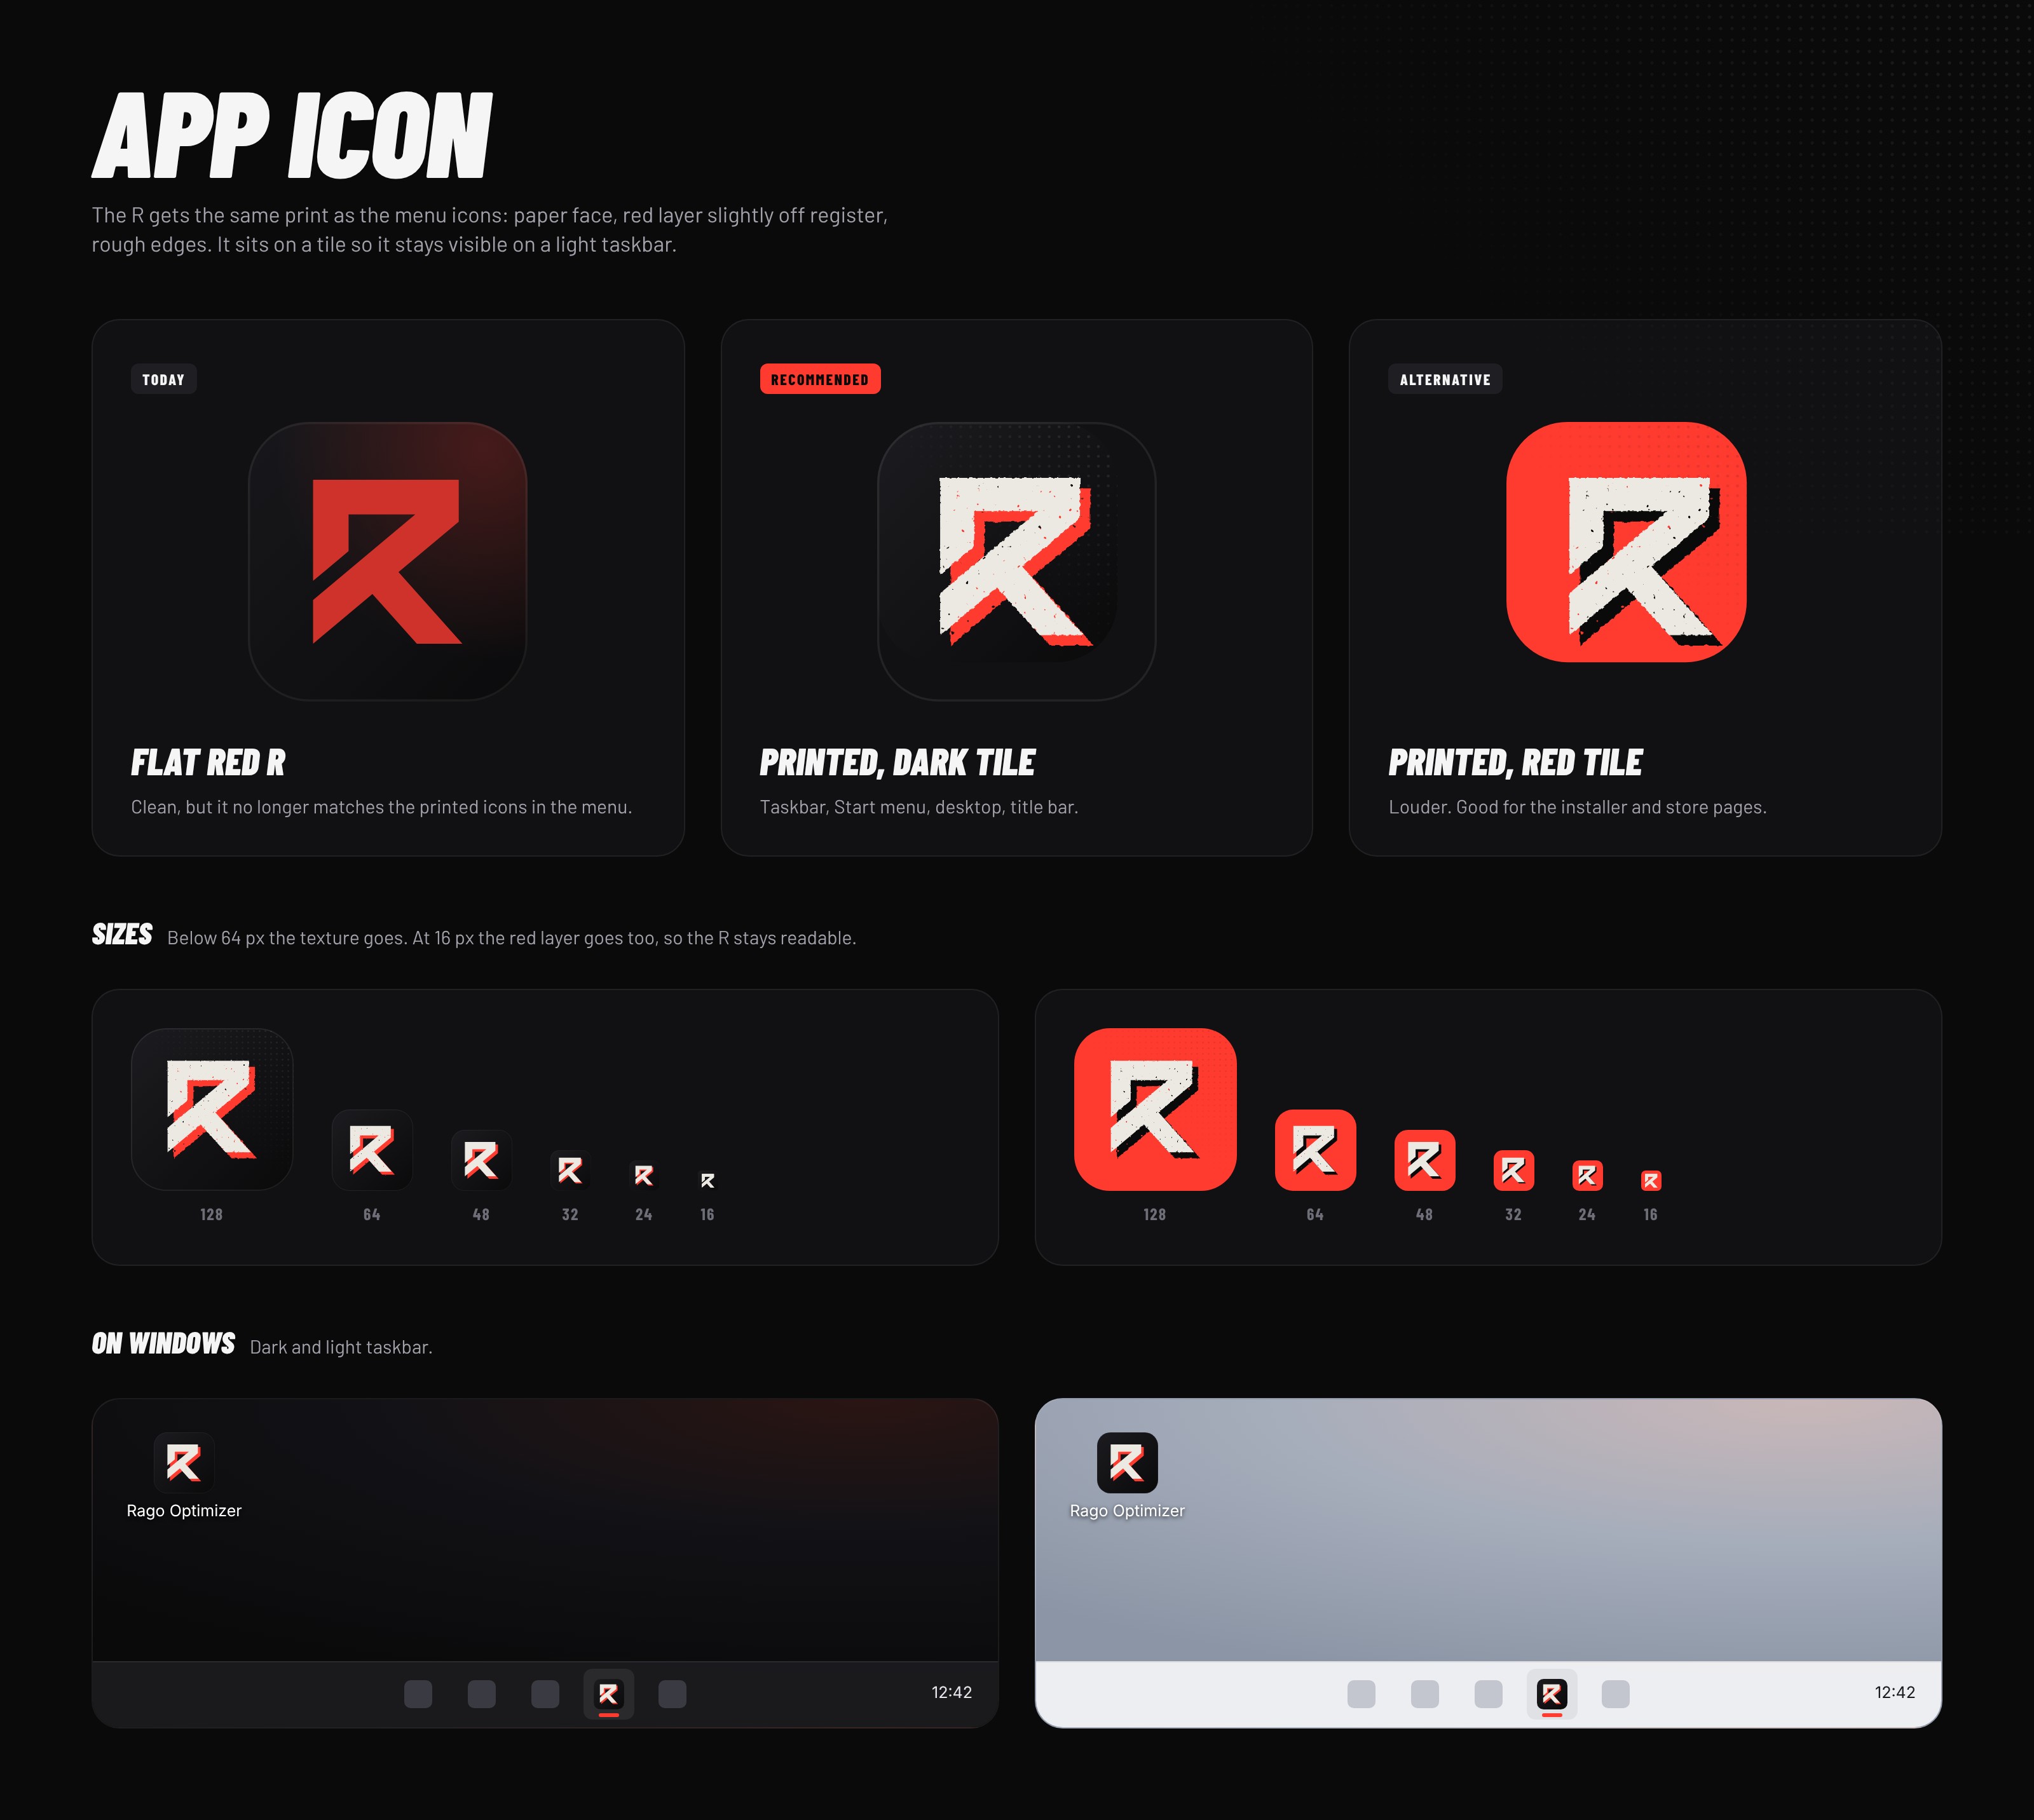 APP ICON
The R gets the same print as the menu icons: paper face, red layer slightly off register,
rough edges. It sits on a tile so it stays visible on a light taskbar.
TODAY
RECOMMENDED
ALTERNATIVE
R
R
R
FLAT RED R
PRINTED, DARK TILE
PRINTED, RED TILE
Clean, but it no longer matches the printed icons in the menu.
Taskbar, Start menu, desktop, title bar.
Louder. Good for the installer and store pages.
SIZES Below 64 px the texture goes. At 16 px the red layer goes too, so the R stays readable.
R R R R R R
128 64 48 32 24 16
R R R R R R
128 64 48 32 24 16
ON WINDOWS Dark and light taskbar.
R
Rago Optimizer
R
12:42
R
Rago Optimizer
R
12:42